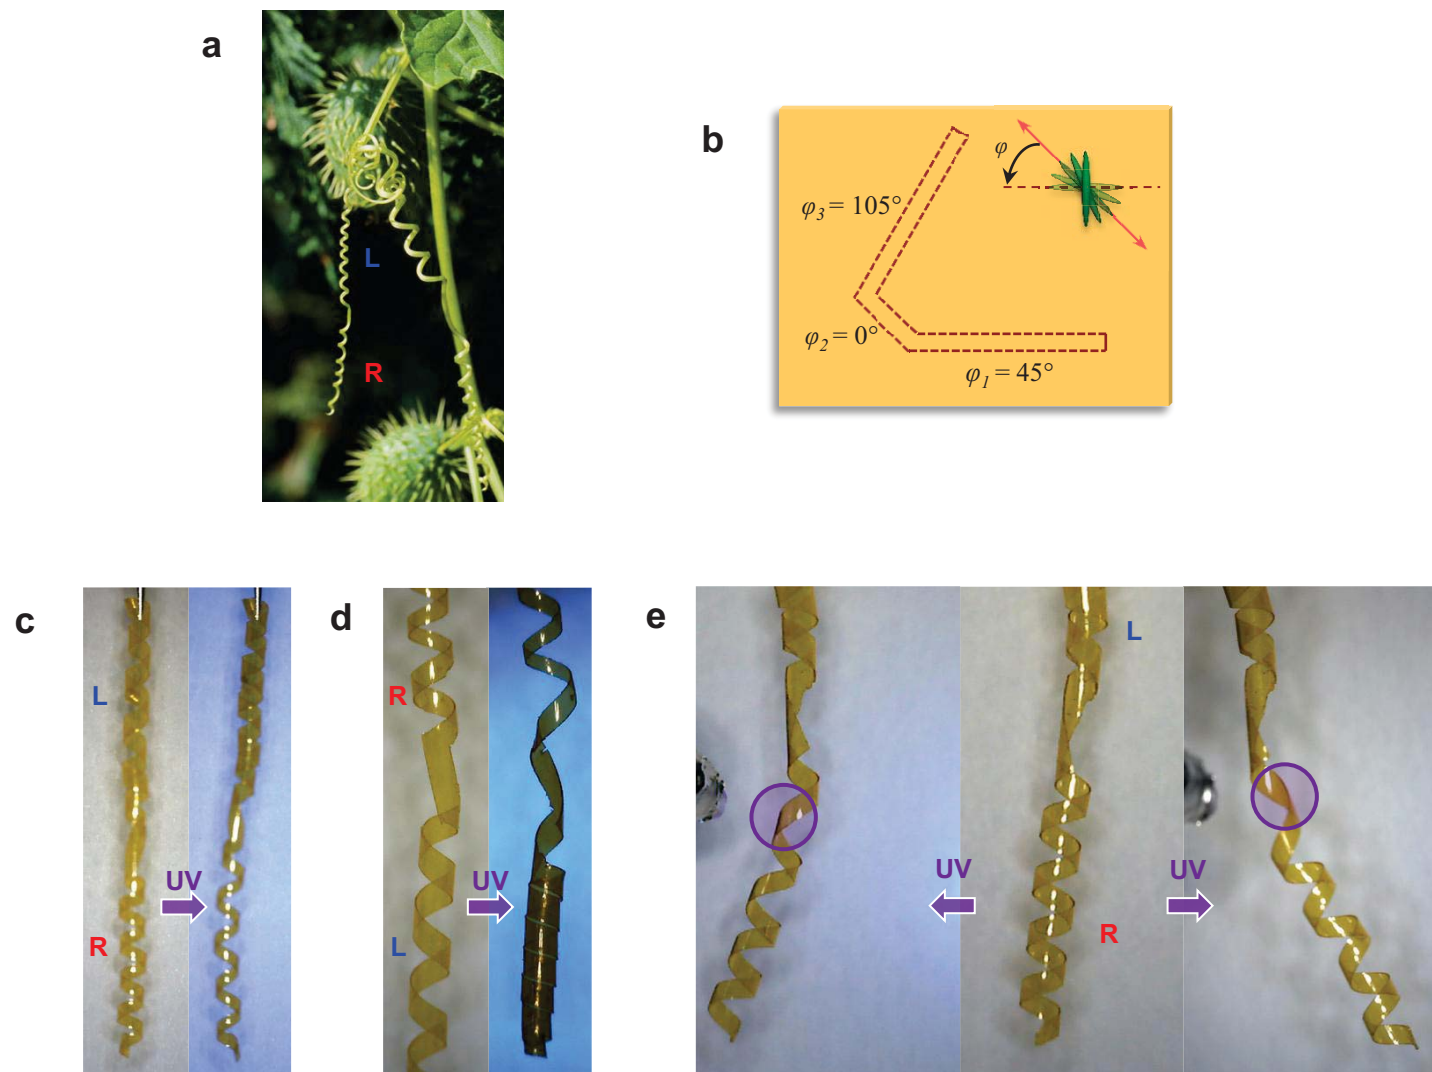 a
L
R
b
φ
φ₃ = 105°
φ₂ = 0°
φ₁ = 45°
c
L
R
UV
d
R
L
UV
e
L
UV
UV
R